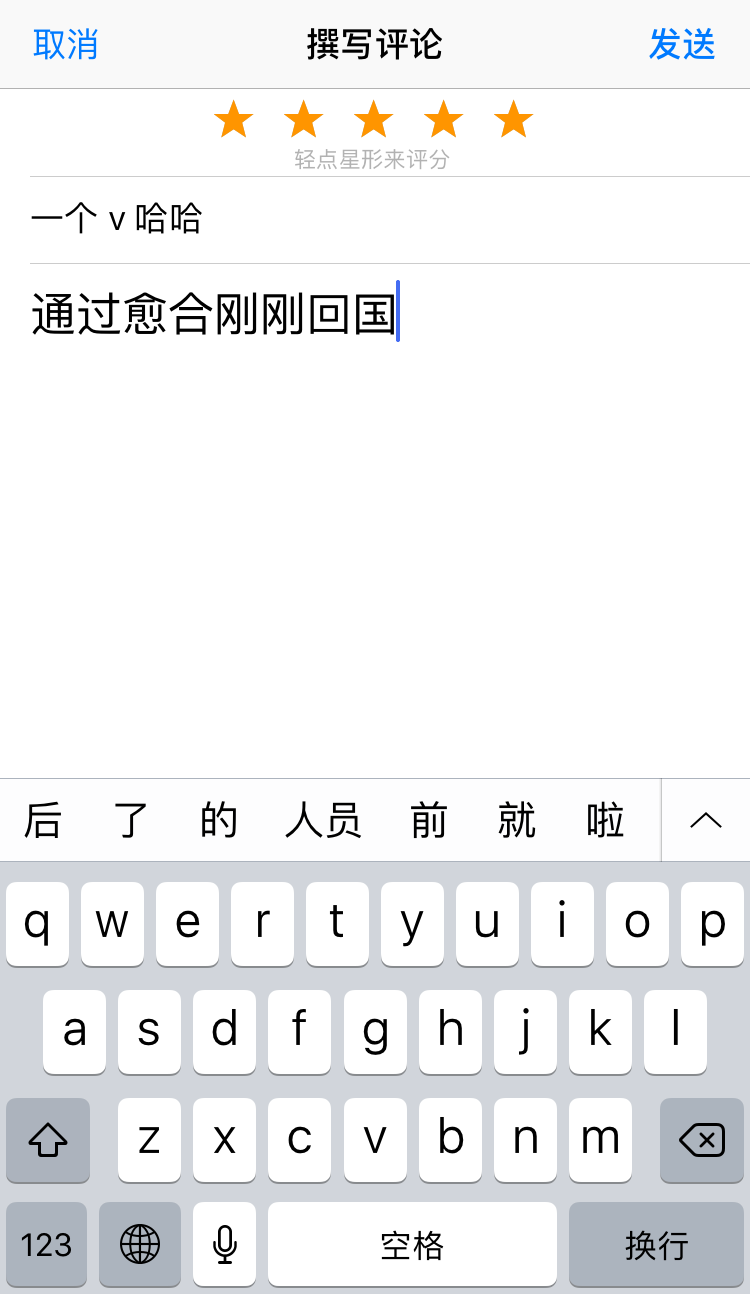 取消 撰写评论 发送
轻点星形来评分
一个 v 哈哈
通过愈合刚刚回国
后 了 的 人员 前 就 啦
q w e r t y u i o p
a s d f g h j k l
z x c v b n m
123 空格 换行